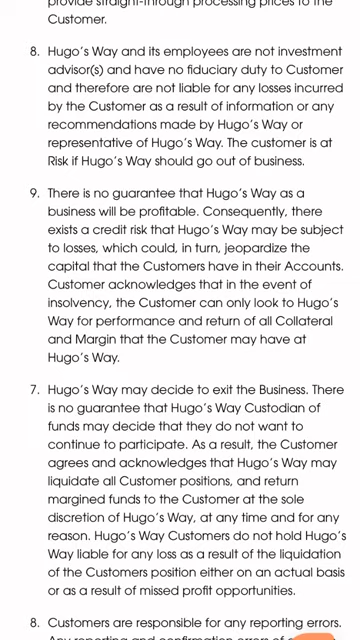 provide straight-through processing prices to the
Customer.
8. Hugo's Way and its employees are not investment
advisor(s) and have no fiduciary duty to Customer
and therefore are not liable for any losses incurred
by the Customer as a result of information or any
recommendations made by Hugo's Way or
representative of Hugo's Way. The customer is at
Risk if Hugo's Way should go out of business.
9. There is no guarantee that Hugo's Way as a
business will be profitable. Consequently, there
exists a credit risk that Hugo's Way may be subject
to losses, which could, in turn, jeopardize the
capital that the Customers have in their Accounts.
Customer acknowledges that in the event of
insolvency, the Customer can only look to Hugo's
Way for performance and return of all Collateral
and Margin that the Customer may have at
Hugo's Way.
7. Hugo's Way may decide to exit the Business. There
is no guarantee that Hugo's Way Custodian of
funds may decide that they do not want to
continue to participate. As a result, the Customer
agrees and acknowledges that Hugo's Way may
liquidate all Customer positions, and return
margined funds to the Customer at the sole
discretion of Hugo's Way, at any time and for any
reason. Hugo's Way Customers do not hold Hugo's
Way liable for any loss as a result of the liquidation
of the Customers position either on an actual basis
or as a result of missed profit opportunities.
8. Customers are responsible for any reporting errors.
Any reporting and confirmation errors of